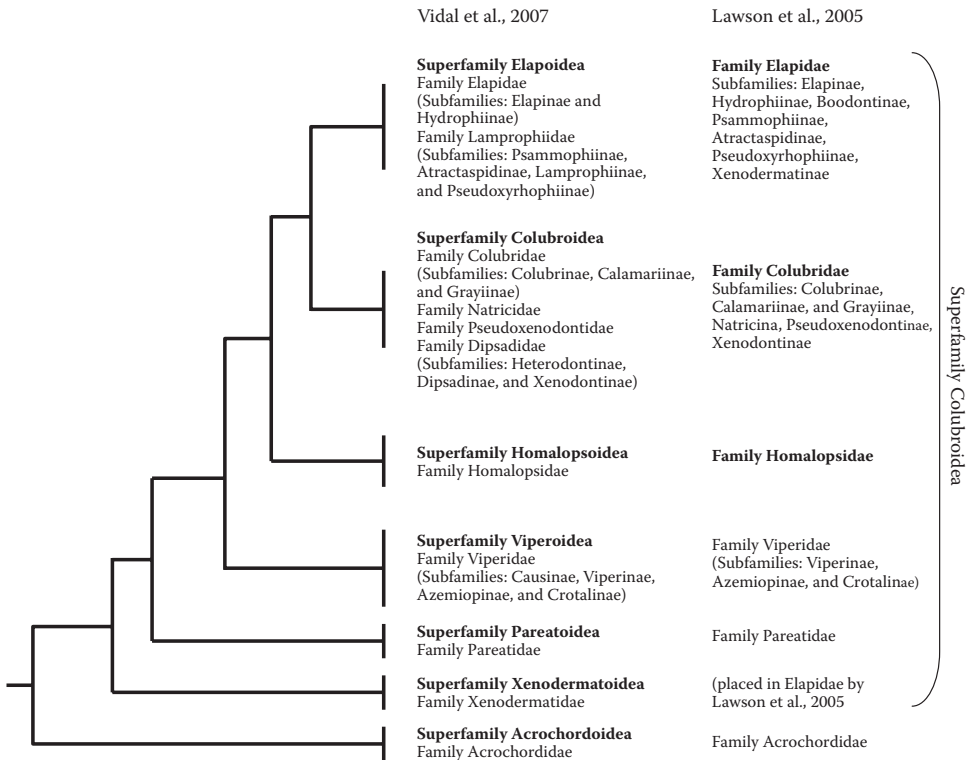 Vidal et al., 2007
Lawson et al., 2005
Superfamily Elapoidea
Family Elapidae
(Subfamilies: Elapinae and
Hydrophiinae)
Family Lamprophiidae
(Subfamilies: Psammophiinae,
Atractaspidinae, Lamprophiinae,
and Pseudoxyrhophiinae)
Family Elapidae
Subfamilies: Elapinae,
Hydrophiinae, Boodontinae,
Psammophiinae,
Atractaspidinae,
Pseudoxyrhophiinae,
Xenodermatinae
Superfamily Colubroidea
Family Colubridae
(Subfamilies: Colubrinae, Calamariinae,
and Grayiinae)
Family Natricidae
Family Pseudoxenodontidae
Family Dipsadidae
(Subfamilies: Heterodontinae,
Dipsadinae, and Xenodontinae)
Family Colubridae
Subfamilies: Colubrinae,
Calamariinae, and Grayiinae,
Natricina, Pseudoxenodontinae,
Xenodontinae
Superfamily Homalopsoidea
Family Homalopsidae
Family Homalopsidae
Superfamily Viperoidea
Family Viperidae
(Subfamilies: Causinae, Viperinae,
Azemiopinae, and Crotalinae)
Family Viperidae
(Subfamilies: Viperinae,
Azemiopinae, and Crotalinae)
Superfamily Pareatoidea
Family Pareatidae
Family Pareatidae
Superfamily Xenodermatoidea
Family Xenodermatidae
(placed in Elapidae by
Lawson et al., 2005
Superfamily Acrochordoidea
Family Acrochordidae
Family Acrochordidae
Superfamily Colubroidea